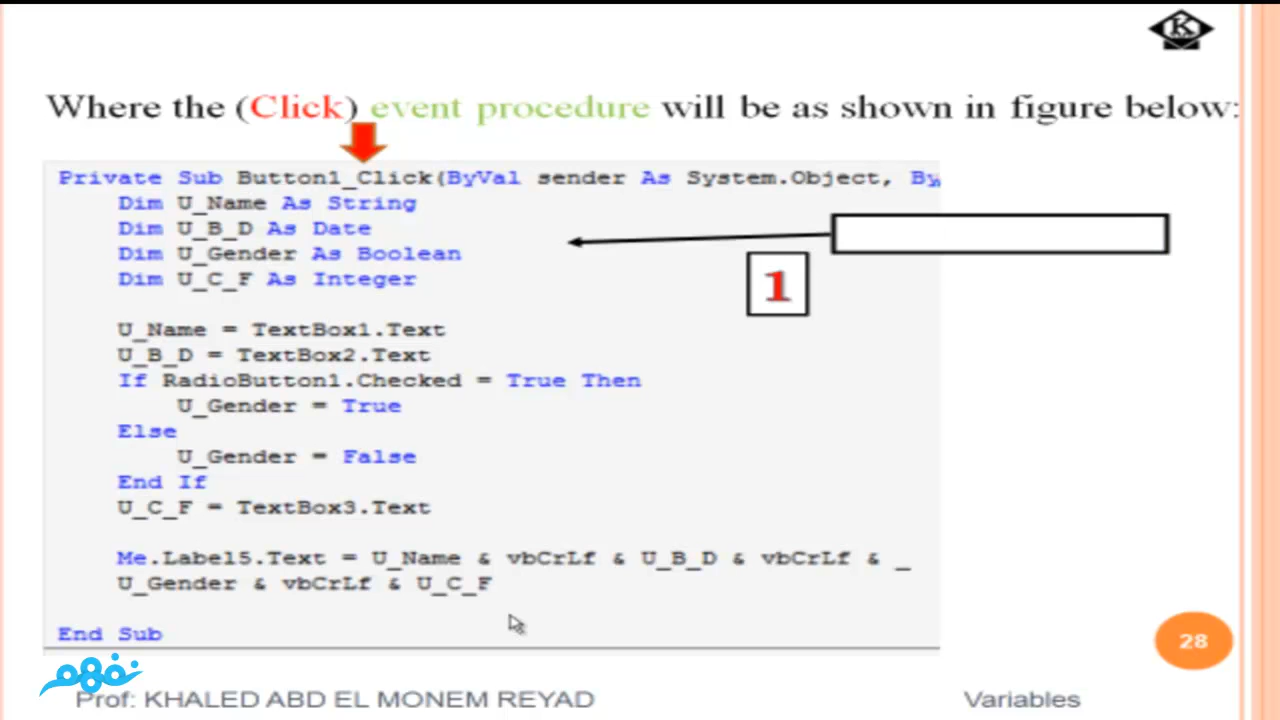 K
Where the (Click) event procedure will be as shown in figure below:
Private Sub Button1_Click(ByVal sender As System.Object, By
Dim U_Name As String
Dim U_B_D As Date
Dim U_Gender As Boolean
Dim U_C_F As Integer
1
U_Name = TextBox1.Text
U_B_D = TextBox2.Text
If RadioButton1.Checked = True Then
U_Gender = True
Else
U_Gender = False
End If
U_C_F = TextBox3.Text
Me.Label5.Text = U_Name & vbCrLf & U_B_D & vbCrLf & _
U_Gender & vbCrLf & U_C_F
End Sub
28
نفهم
Prof: KHALED ABD EL MONEM REYAD
Variables